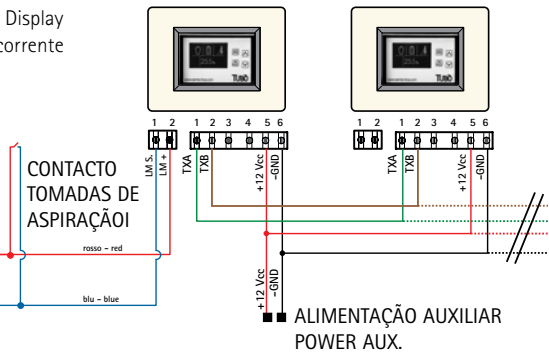 Display
corrente
TUBÒ
TUBÒ
1 2 1 2 3 4 5 6
1 2 1 2 3 4 5 6
LM S.
LM +
TXA
TXB
+12 Vcc
-GND
TXA
TXB
+12 Vcc
-GND
CONTACTO
TOMADAS DE
ASPIRAÇÃOI
rosso - red
blu - blue
+12 Vcc
-GND
ALIMENTAÇÃO AUXILIAR
POWER AUX.